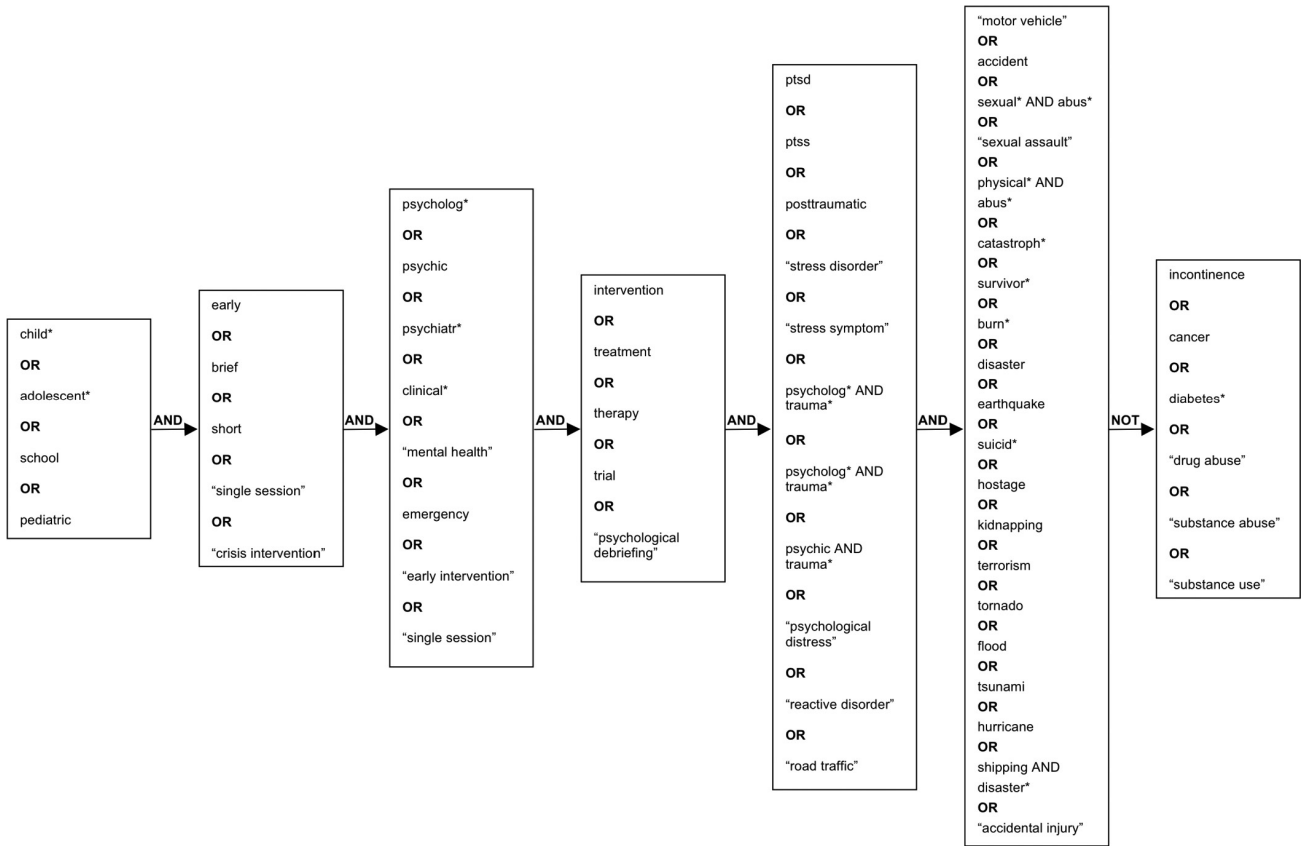 child*
OR
adolescent*
OR
school
OR
pediatric
AND
early
OR
brief
OR
short
OR
“single session”
OR
“crisis intervention”
AND
psycholog*
OR
psychic
OR
psychiatr*
OR
clinical*
OR
“mental health”
OR
emergency
OR
“early intervention”
OR
“single session”
AND
intervention
OR
treatment
OR
therapy
OR
trial
OR
“psychological
debriefing”
AND
ptsd
OR
ptss
OR
posttraumatic
OR
“stress disorder”
OR
“stress symptom”
OR
psycholog* AND
trauma*
OR
psycholog* AND
trauma*
OR
psychic AND
trauma*
OR
“psychological
distress”
OR
“reactive disorder”
OR
“road traffic”
AND
“motor vehicle”
OR
accident
OR
sexual* AND abus*
OR
“sexual assault”
OR
physical* AND
abus*
OR
catastroph*
OR
survivor*
OR
burn*
OR
disaster
OR
earthquake
OR
suicid*
OR
hostage
OR
kidnapping
OR
terrorism
OR
tornado
OR
flood
OR
tsunami
OR
hurricane
OR
shipping AND
disaster*
OR
“accidental injury”
NOT
incontinence
OR
cancer
OR
diabetes*
OR
“drug abuse”
OR
“substance abuse”
OR
“substance use”